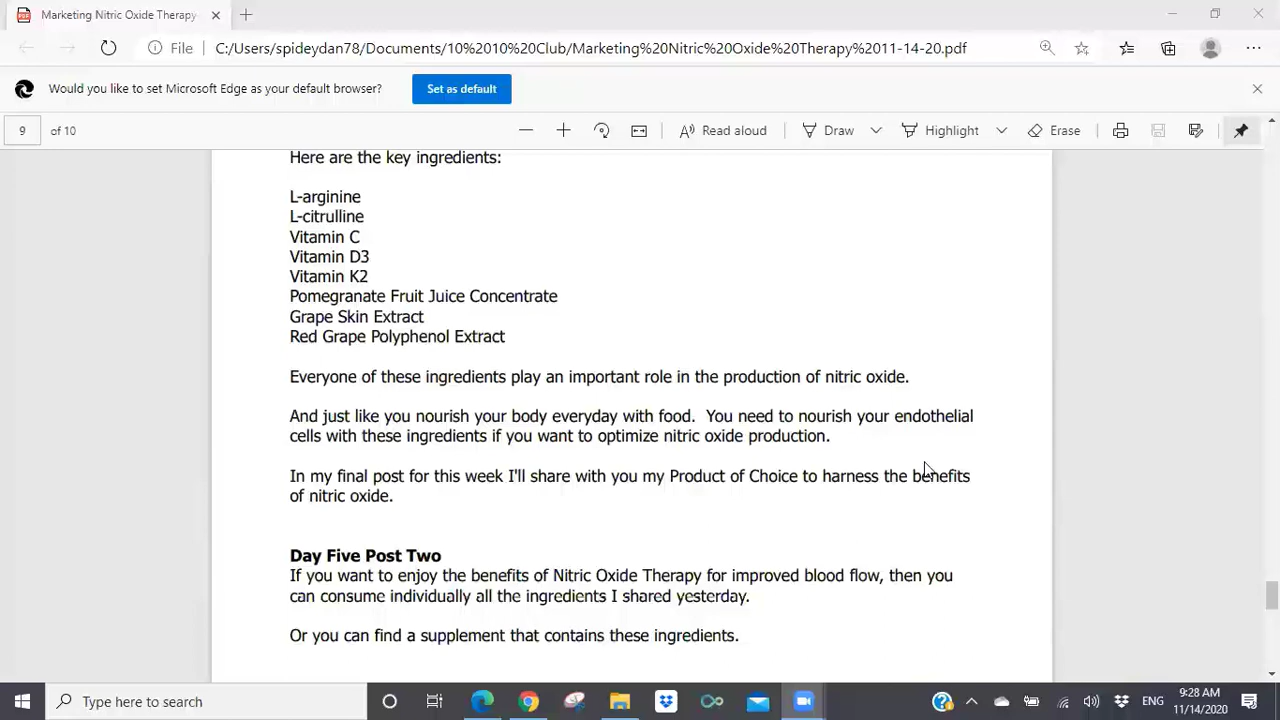 Marketing Nitric Oxide Therapy
File
C:/Users/spideydan78/Documents/10%2010%20Club/Marketing%20Nitric%20Oxide%20Therapy%2011-14-20.pdf
Would you like to set Microsoft Edge as your default browser?
Set as default
9 of 10
Read aloud
Draw
Highlight
Erase
Here are the key ingredients:
L-arginine
L-citrulline
Vitamin C
Vitamin D3
Vitamin K2
Pomegranate Fruit Juice Concentrate
Grape Skin Extract
Red Grape Polyphenol Extract
Everyone of these ingredients play an important role in the production of nitric oxide.
And just like you nourish your body everyday with food. You need to nourish your endothelial
cells with these ingredients if you want to optimize nitric oxide production.
In my final post for this week I'll share with you my Product of Choice to harness the benefits
of nitric oxide.
Day Five Post Two
If you want to enjoy the benefits of Nitric Oxide Therapy for improved blood flow, then you
can consume individually all the ingredients I shared yesterday.
Or you can find a supplement that contains these ingredients.
Type here to search
ENG
9:28 AM
11/14/2020